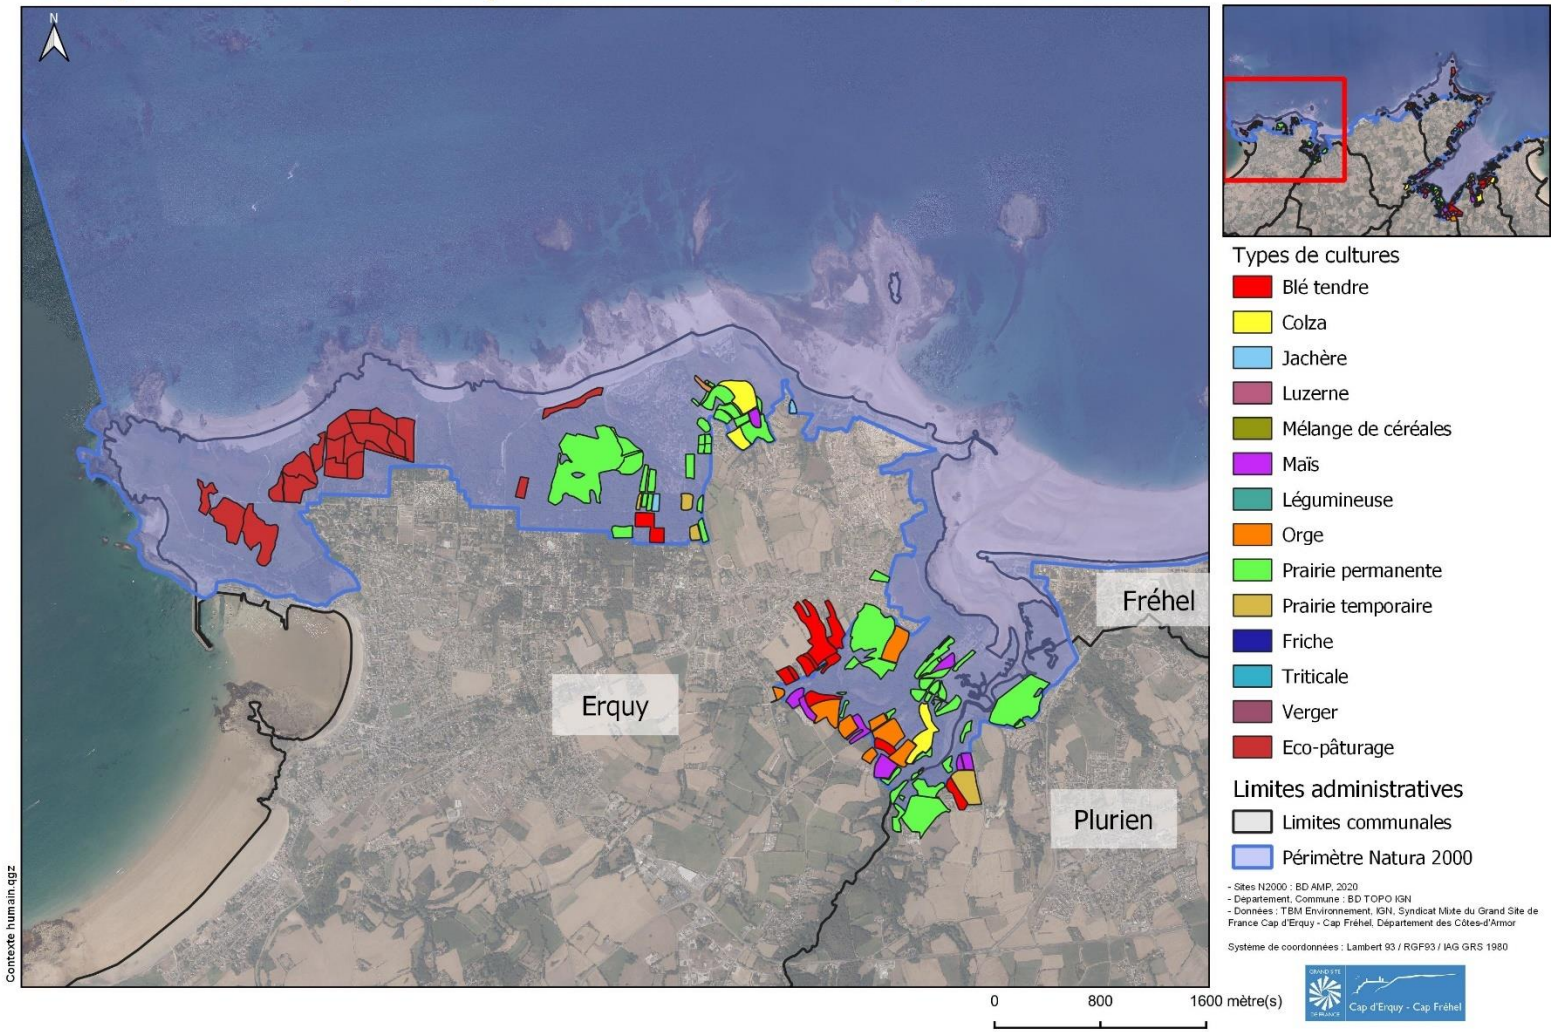 N
Fréhel
Erquy
Plurien
Contexte humain.qgz
Types de cultures
Blé tendre
Colza
Jachère
Luzerne
Mélange de céréales
Maïs
Légumineuse
Orge
Prairie permanente
Prairie temporaire
Friche
Triticale
Verger
Eco-pâturage
Limites administratives
Limites communales
Périmètre Natura 2000
- Sites N2000 : BD AMP, 2020
- Département, Commune : BD TOPO IGN
- Données : TBM Environnement, IGN, Syndicat Mixte du Grand Site de
France Cap d'Erquy - Cap Fréhel, Département des Côtes-d'Armor
Système de coordonnées : Lambert 93 / RGF93 / IAG GRS 1980
0 800 1600 mètre(s)
GRAND SITE
DE FRANCE
Cap d'Erquy - Cap Fréhel